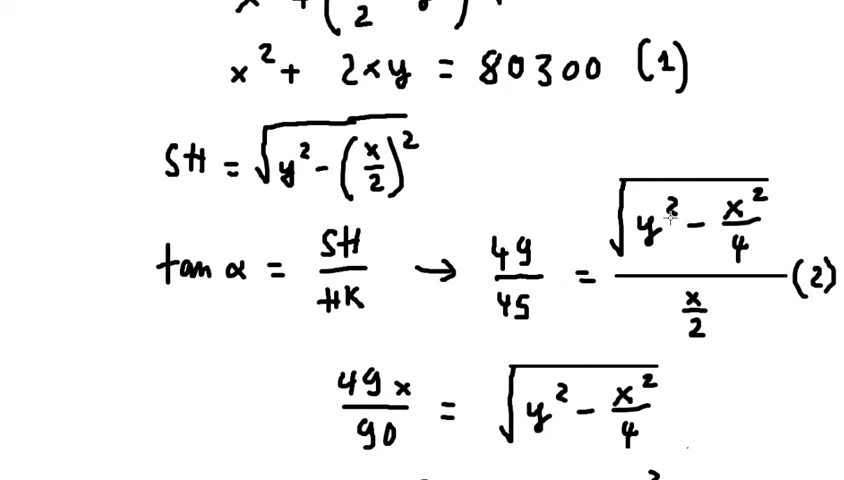 x² + 2xy = 80300 (1)
SH = √(y² - (x/2)²)
tan α = SH/HK → 49/45 = √(y² - x²/4) / (x/2) (2)
49x/90 = √(y² - x²/4)